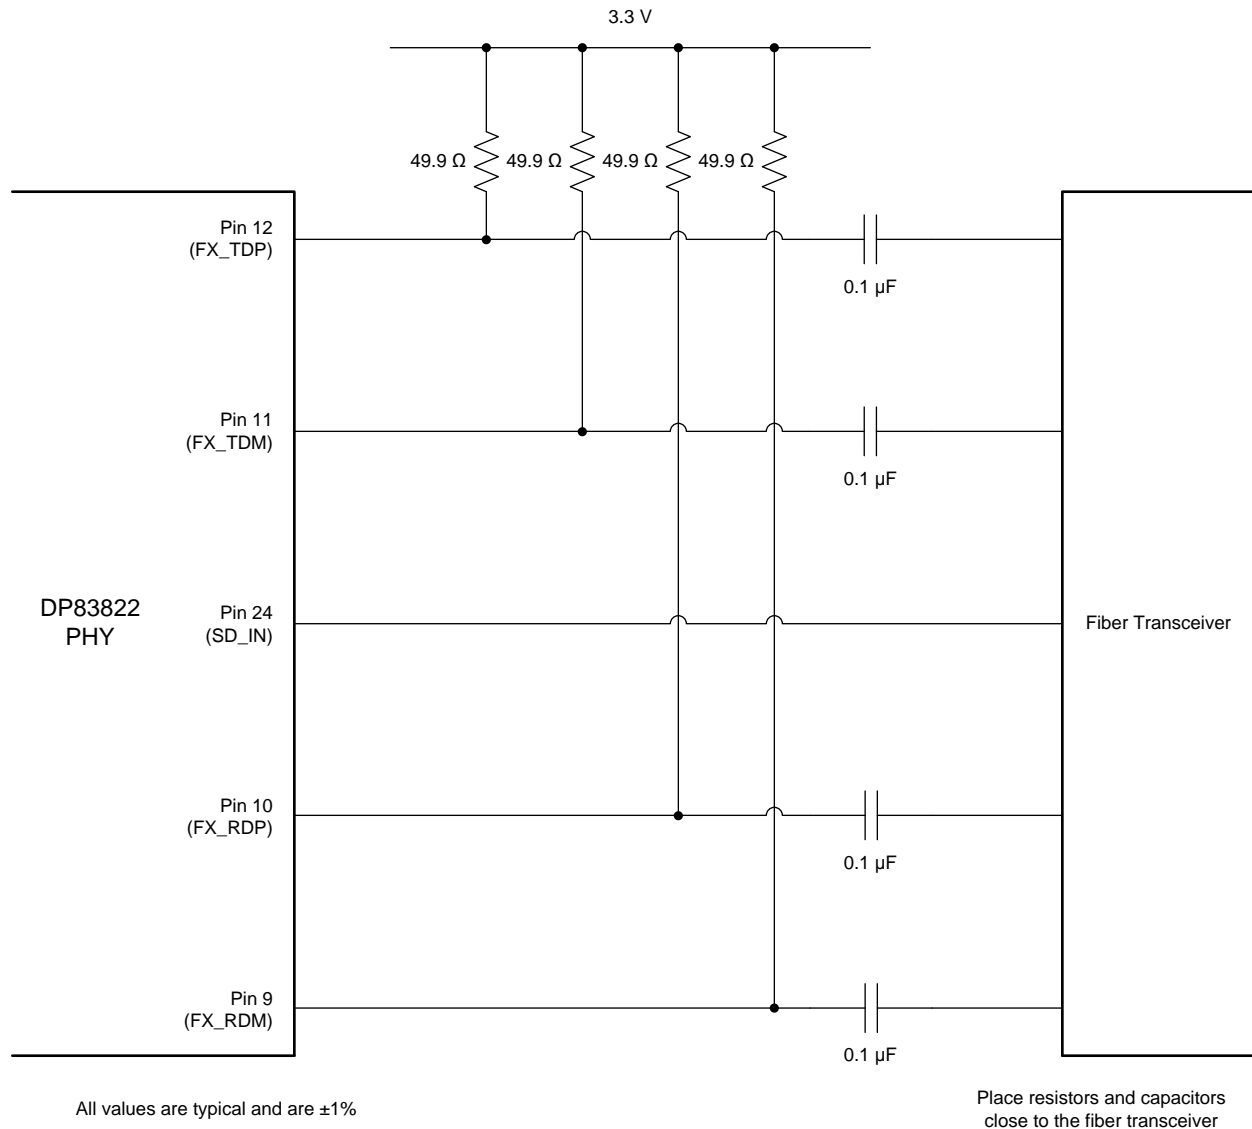 3.3 V
49.9 Ω 49.9 Ω 49.9 Ω 49.9 Ω
Pin 12
(FX_TDP)
0.1 µF
Pin 11
(FX_TDM)
0.1 µF
DP83822
PHY
Pin 24
(SD_IN)
Fiber Transceiver
Pin 10
(FX_RDP)
0.1 µF
Pin 9
(FX_RDM)
0.1 µF
All values are typical and are ±1%
Place resistors and capacitors
close to the fiber transceiver